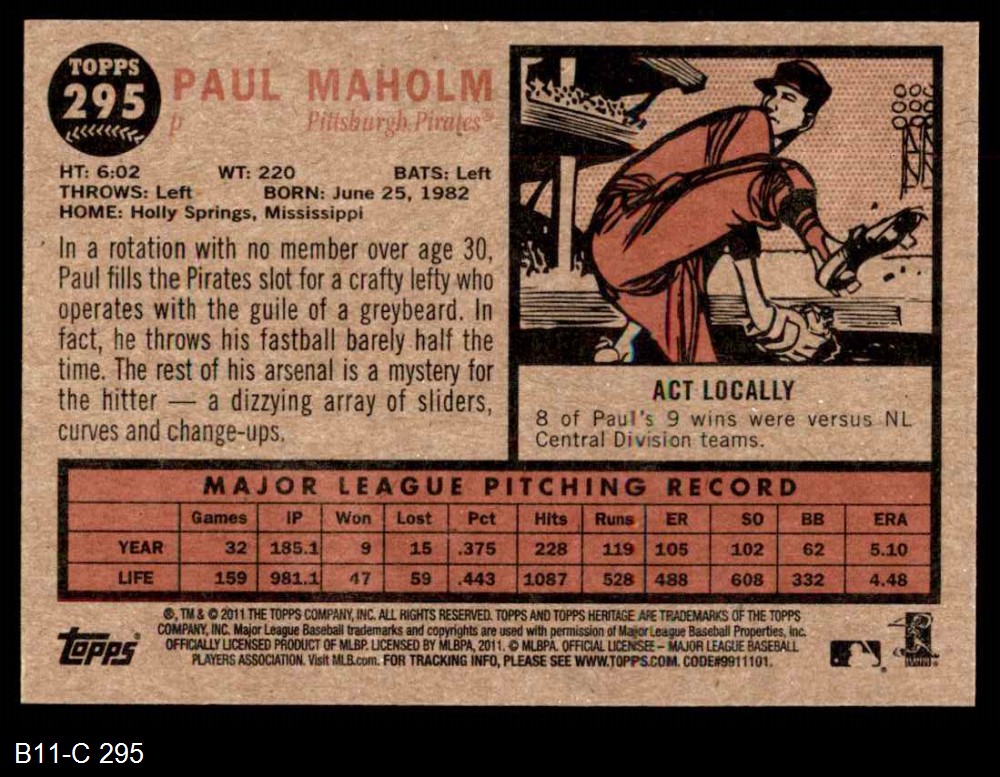 TOPPS
295
PAUL MAHOLM
p
Pittsburgh Pirates®
HT: 6:02 WT: 220 BATS: Left
THROWS: Left BORN: June 25, 1982
HOME: Holly Springs, Mississippi
In a rotation with no member over age 30,
Paul fills the Pirates slot for a crafty lefty who
operates with the guile of a greybeard. In
fact, he throws his fastball barely half the
time. The rest of his arsenal is a mystery for
the hitter — a dizzying array of sliders,
curves and change-ups.
ACT LOCALLY
8 of Paul's 9 wins were versus NL
Central Division teams.
MAJOR LEAGUE PITCHING RECORD
Games IP Won Lost Pct Hits Runs ER SO BB ERA
YEAR 32 185.1 9 15 .375 228 119 105 102 62 5.10
LIFE 159 981.1 47 59 .443 1087 528 488 608 332 4.48
®, TM & © 2011 THE TOPPS COMPANY, INC. ALL RIGHTS RESERVED. TOPPS AND TOPPS HERITAGE ARE TRADEMARKS OF THE TOPPS
COMPANY, INC. Major League Baseball trademarks and copyrights are used with permission of Major League Baseball Properties, Inc.
OFFICIALLY LICENSED PRODUCT OF MLBP. LICENSED BY MLBPA, 2011. © MLBPA. OFFICIAL LICENSEE – MAJOR LEAGUE BASEBALL
PLAYERS ASSOCIATION. Visit MLB.com. FOR TRACKING INFO, PLEASE SEE WWW.TOPPS.COM. CODE#9911101.
topps®
B11-C 295